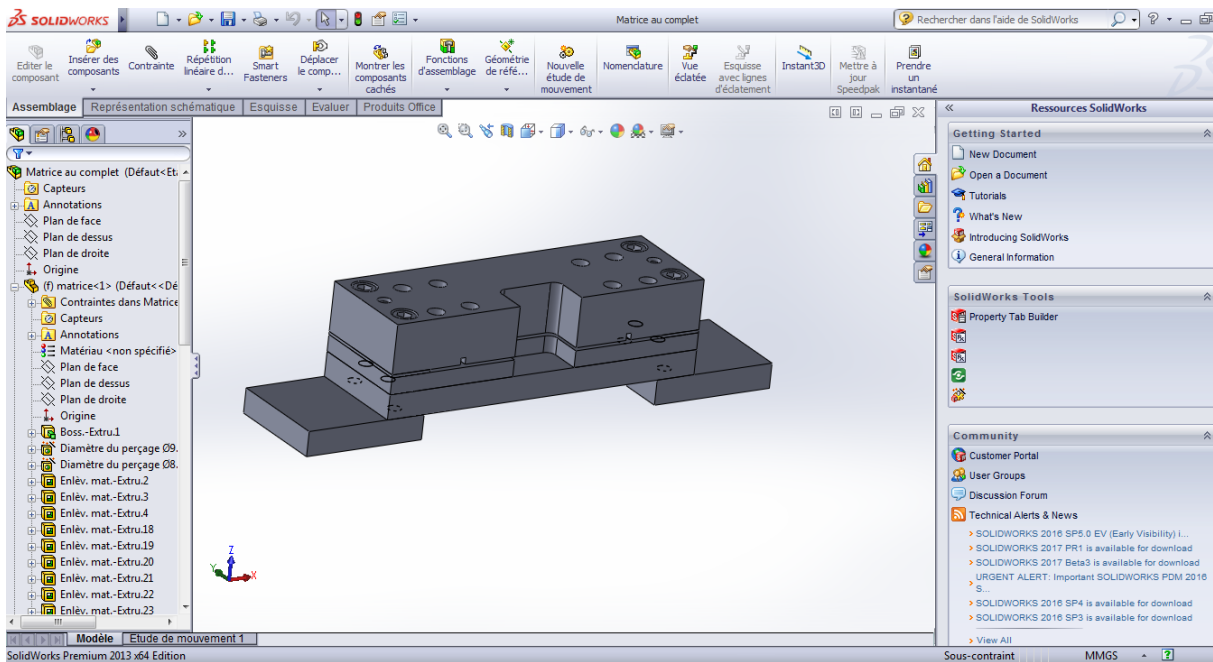 SOLIDWORKS
Matrice au complet
Rechercher dans l'aide de SolidWorks
Editer le composant
Insérer des composants
Contrainte
Répétition linéaire d...
Smart Fasteners
Déplacer le comp...
Montrer les composants cachés
Fonctions d'assemblage
Géométrie de réfé...
Nouvelle étude de mouvement
Nomenclature
Vue éclatée
Esquisse avec lignes d'éclatement
Instant3D
Mettre à jour Speedpak
Prendre un instantané
Assemblage
Représentation schématique
Esquisse
Evaluer
Produits Office
Matrice au complet (Défaut<Et
Capteurs
Annotations
Plan de face
Plan de dessus
Plan de droite
Origine
(f) matrice<1> (Défaut<<Dé
Contraintes dans Matrice
Capteurs
Annotations
Matériau <non spécifié>
Plan de face
Plan de dessus
Plan de droite
Origine
Boss.-Extru.1
Diamètre du perçage Ø9.
Diamètre du perçage Ø8.
Enlèv. mat.-Extru.2
Enlèv. mat.-Extru.3
Enlèv. mat.-Extru.4
Enlèv. mat.-Extru.18
Enlèv. mat.-Extru.19
Enlèv. mat.-Extru.20
Enlèv. mat.-Extru.21
Enlèv. mat.-Extru.22
Enlèv. mat.-Extru.23
Z
Y
X
Ressources SolidWorks
Getting Started
New Document
Open a Document
Tutorials
What's New
Introducing SolidWorks
General Information
SolidWorks Tools
Property Tab Builder
Community
Customer Portal
User Groups
Discussion Forum
Technical Alerts & News
SOLIDWORKS 2016 SP5.0 EV (Early Visibility) i...
SOLIDWORKS 2017 PR1 is available for download
SOLIDWORKS 2017 Beta3 is available for download
URGENT ALERT: Important SOLIDWORKS PDM 2016
S...
SOLIDWORKS 2016 SP4 is available for download
SOLIDWORKS 2016 SP3 is available for download
View All
Modèle
Etude de mouvement 1
SolidWorks Premium 2013 x64 Edition
Sous-contraint
MMGS